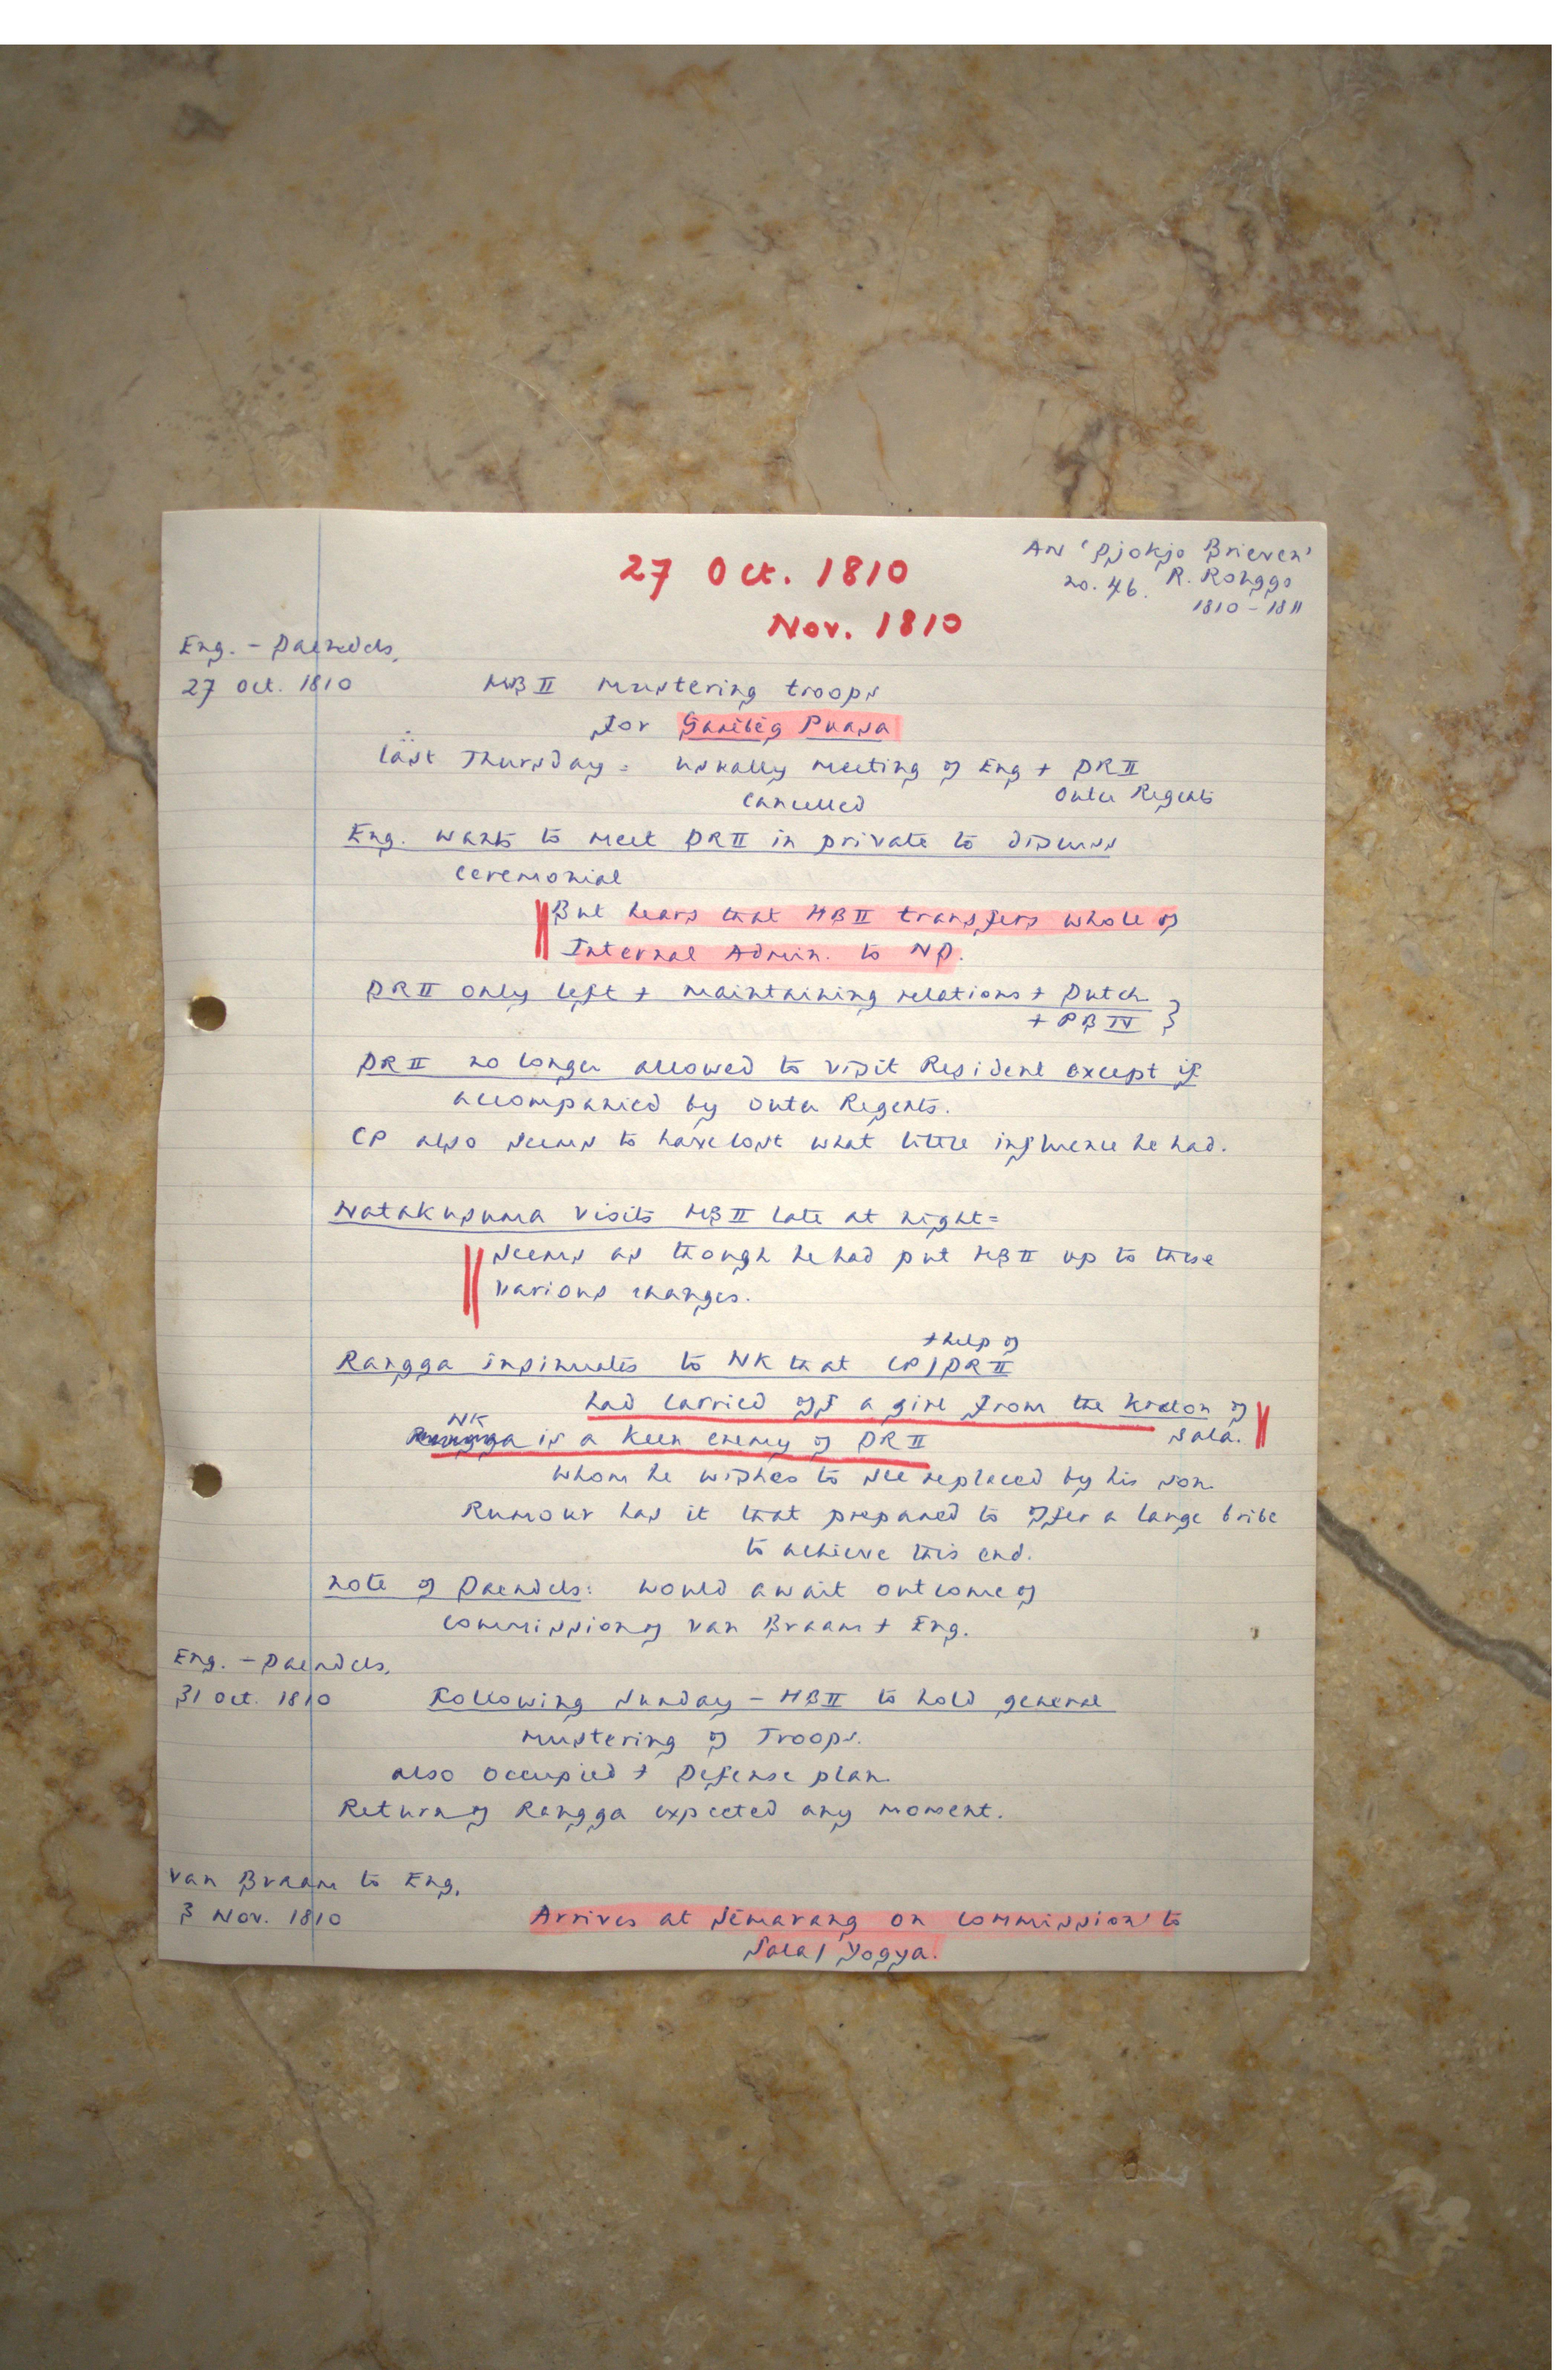 27 Oct. 1810
Nov. 1810
AN 'Djokjo Brieven'
no. 46. R. Ronggo
1810-1811
Eng. - Daendels,
27 Oct. 1810
HB II mustering troops
for Garĕbĕg Puasa
last Thursday = usually meeting of Eng + DR II
cancelled
Outer Regents
Eng. wants to meet DR II in private to discuss
ceremonial
But hears that HB II transfers whole of
Internal Admin. to ND.
DR II only left + maintaining relations + Dutch
+ PB IV }
DR II no longer allowed to visit Resident except if
accompanied by Outer Regents.
CP also seems to have lost what little influence he had.
Natakusuma visits HB II late at night =
seems as though he had put HB II up to these
various changes.
+ help of
Rangga insinuates to NK that CP / DR II
had carried off a girl from the kraton of
Sala.
NK
Rangga is a keen enemy of DR II
whom he wishes to see replaced by his son.
Rumour has it that prepared to offer a large bribe
to achieve this end.
note of Daendels: would await outcome of
commission of van Braam + Eng.
Eng. - Daendels,
31 Oct. 1810
Following Sunday - HB II to hold general
mustering of Troops.
also occupied + Defense plan.
Return of Rangga expected any moment.
van Braam to Eng,
3 Nov. 1810
Arrives at Semarang on commission to
Sala / Yogya.